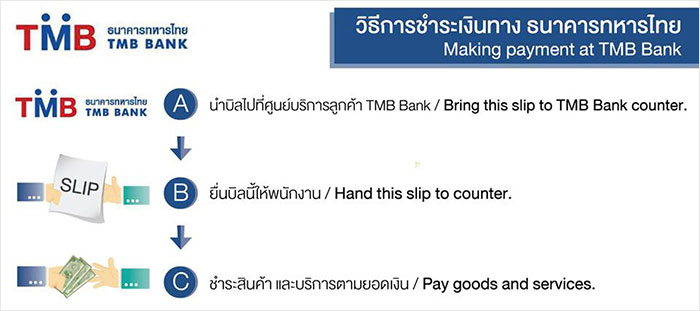 TMB ธนาคารทหารไทย
TMB BANK
วิธีการชำระเงินทาง ธนาคารทหารไทย
Making payment at TMB Bank
TMB ธนาคารทหารไทย
TMB BANK
A นำบิลไปที่ศูนย์บริการลูกค้า TMB Bank / Bring this slip to TMB Bank counter.
SLIP
B ยื่นบิลนี้ให้พนักงาน / Hand this slip to counter.
C ชำระสินค้า และบริการตามยอดเงิน / Pay goods and services.